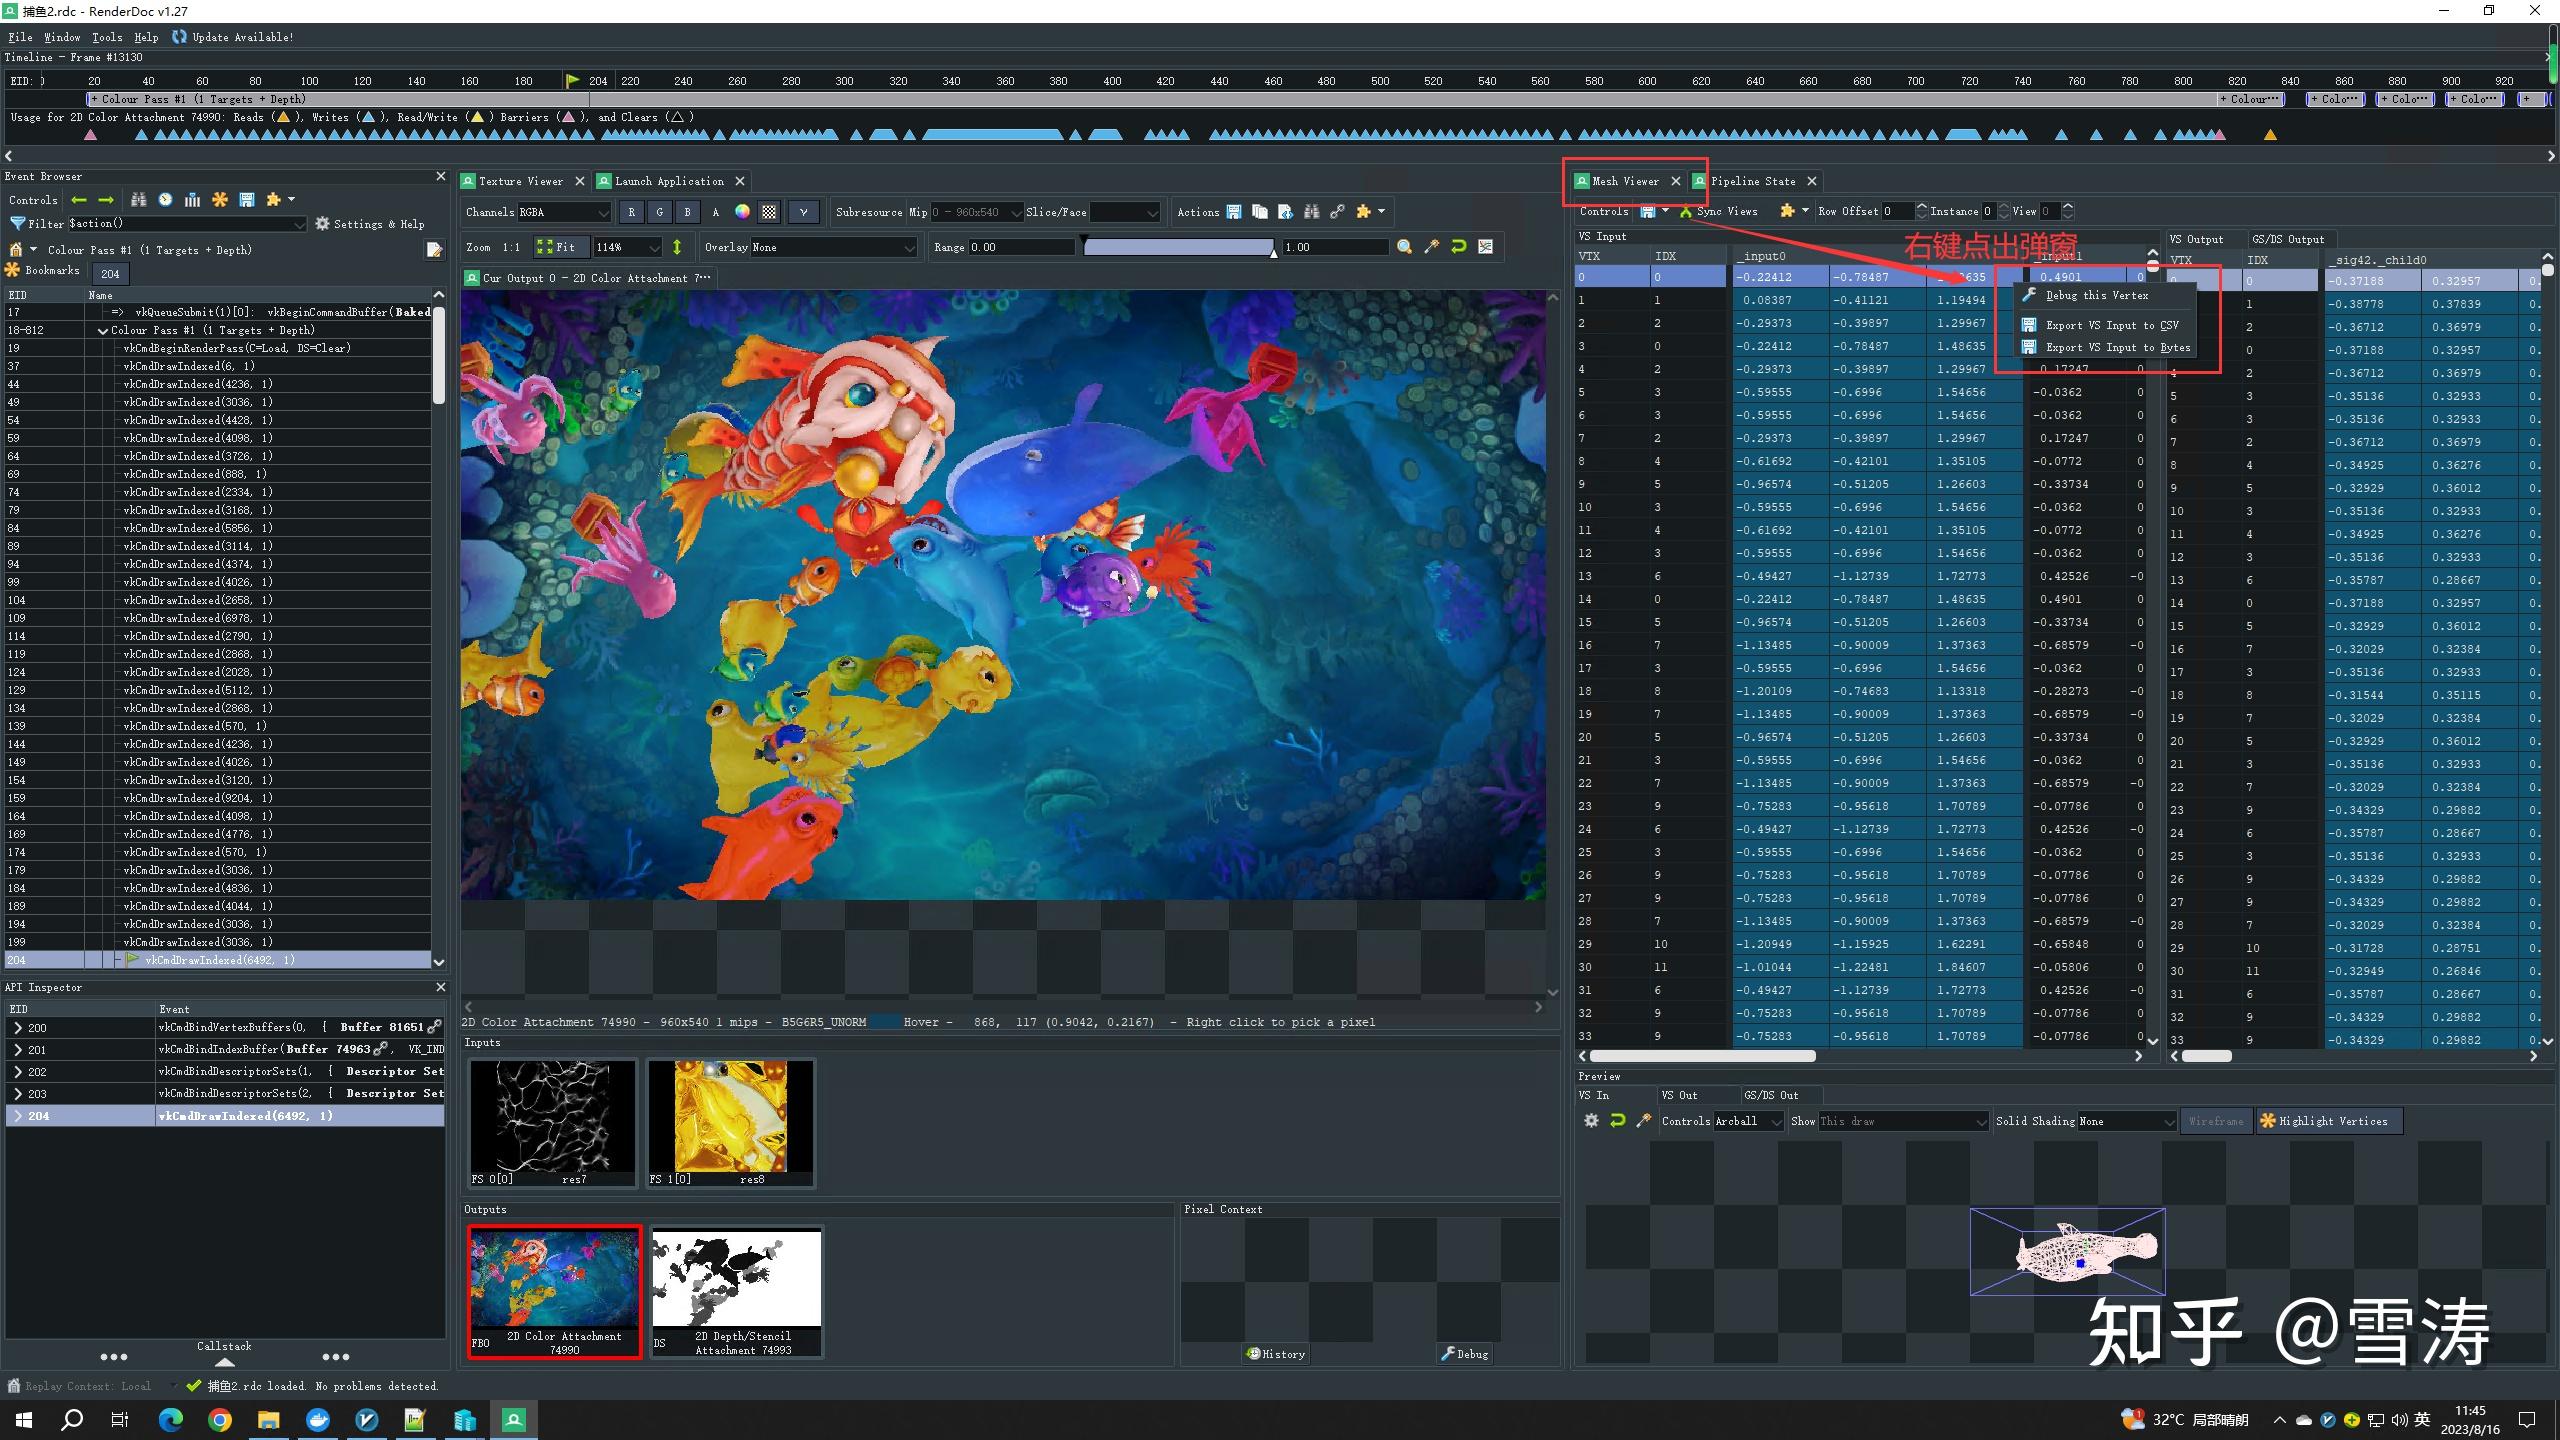 捕鱼2.rdc - RenderDoc v1.27
File Window Tools Help Update Available!
Timeline - Frame #13130
EID: 20 40 60 80 100 120 140 160 180 204 220 240 260 280 300 320 340 360 380 400 420 440 460 480 500 520 540 560 580 600 620 640 660 680 700 720 740 760 780 800 820 840 860 880 900 920
+ Colour Pass #1 (1 Targets + Depth) + Colour··· + Colo··· + Colo··· + Colo··· +
Usage for 2D Color Attachment 74990: Reads ( ), Writes ( ), Read/Write ( ) Barriers ( ), and Clears ( )
Event Browser
Controls
Filter $action() Settings & Help
Colour Pass #1 (1 Targets + Depth)
Bookmarks 204
EID Name
17 => vkQueueSubmit(1)[0]: vkBeginCommandBuffer(Baked
18-812 Colour Pass #1 (1 Targets + Depth)
19 vkCmdBeginRenderPass(C=Load, DS=Clear)
37 vkCmdDrawIndexed(6, 1)
44 vkCmdDrawIndexed(4236, 1)
49 vkCmdDrawIndexed(3036, 1)
54 vkCmdDrawIndexed(4428, 1)
59 vkCmdDrawIndexed(4098, 1)
64 vkCmdDrawIndexed(3726, 1)
69 vkCmdDrawIndexed(888, 1)
74 vkCmdDrawIndexed(2334, 1)
79 vkCmdDrawIndexed(3168, 1)
84 vkCmdDrawIndexed(5856, 1)
89 vkCmdDrawIndexed(3114, 1)
94 vkCmdDrawIndexed(4374, 1)
99 vkCmdDrawIndexed(4026, 1)
104 vkCmdDrawIndexed(2658, 1)
109 vkCmdDrawIndexed(6978, 1)
114 vkCmdDrawIndexed(2790, 1)
119 vkCmdDrawIndexed(2868, 1)
124 vkCmdDrawIndexed(2028, 1)
129 vkCmdDrawIndexed(5112, 1)
134 vkCmdDrawIndexed(2868, 1)
139 vkCmdDrawIndexed(570, 1)
144 vkCmdDrawIndexed(4236, 1)
149 vkCmdDrawIndexed(4026, 1)
154 vkCmdDrawIndexed(3120, 1)
159 vkCmdDrawIndexed(9204, 1)
164 vkCmdDrawIndexed(4098, 1)
169 vkCmdDrawIndexed(4776, 1)
174 vkCmdDrawIndexed(570, 1)
179 vkCmdDrawIndexed(3036, 1)
184 vkCmdDrawIndexed(4836, 1)
189 vkCmdDrawIndexed(4044, 1)
194 vkCmdDrawIndexed(3036, 1)
199 vkCmdDrawIndexed(3036, 1)
204 vkCmdDrawIndexed(6492, 1)
API Inspector
EID Event
200 vkCmdBindVertexBuffers(0, { Buffer 81651
201 vkCmdBindIndexBuffer(Buffer 74963 , VK_IND
202 vkCmdBindDescriptorSets(1, { Descriptor Set
203 vkCmdBindDescriptorSets(2, { Descriptor Set
204 vkCmdDrawIndexed(6492, 1)
Callstack
Texture Viewer Launch Application
Channels RGBA R G B A γ Subresource Mip 0 - 960x540 Slice/Face Actions
Zoom 1:1 Fit 114% Overlay None Range 0.00 1.00
Cur Output 0 - 2D Color Attachment 7···
2D Color Attachment 74990 - 960x540 1 mips - B5G6R5_UNORM Hover - 868, 117 (0.9042, 0.2167) - Right click to pick a pixel
Inputs
FS 0[0] res7 FS 1[0] res8
Outputs
FBO 2D Color Attachment 74990
DS 2D Depth/Stencil Attachment 74993
Pixel Context
History Debug
Mesh Viewer Pipeline State
Controls Sync Views Row Offset 0 Instance 0 View 0
右键点出弹窗
VS Input
VTX IDX _input0 _input1
0 0 -0.22412 -0.78487 0.4901 0
1 1 0.08387 -0.41121 1.19494
2 2 -0.29373 -0.39897 1.29967
3 0 -0.22412 -0.78487 1.48635
4 2 -0.29373 -0.39897 1.29967 0.17247
5 3 -0.59555 -0.6996 1.54656 -0.0362 0
6 3 -0.59555 -0.6996 1.54656 -0.0362 0
7 2 -0.29373 -0.39897 1.29967 0.17247 0
8 4 -0.61692 -0.42101 1.35105 -0.0772 0
9 5 -0.96574 -0.51205 1.26603 -0.33734 0
10 3 -0.59555 -0.6996 1.54656 -0.0362 0
11 4 -0.61692 -0.42101 1.35105 -0.0772 0
12 3 -0.59555 -0.6996 1.54656 -0.0362 0
13 6 -0.49427 -1.12739 1.72773 0.42526 -0
14 0 -0.22412 -0.78487 1.48635 0.4901 0
15 5 -0.96574 -0.51205 1.26603 -0.33734 0
16 7 -1.13485 -0.90009 1.37363 -0.68579 -0
17 3 -0.59555 -0.6996 1.54656 -0.0362 0
18 8 -1.20109 -0.74683 1.13318 -0.28273 -0
19 7 -1.13485 -0.90009 1.37363 -0.68579 -0
20 5 -0.96574 -0.51205 1.26603 -0.33734 0
21 3 -0.59555 -0.6996 1.54656 -0.0362 0
22 7 -1.13485 -0.90009 1.37363 -0.68579 -0
23 9 -0.75283 -0.95618 1.70789 -0.07786 0
24 6 -0.49427 -1.12739 1.72773 0.42526 -0
25 3 -0.59555 -0.6996 1.54656 -0.0362 0
26 9 -0.75283 -0.95618 1.70789 -0.07786 0
27 9 -0.75283 -0.95618 1.70789 -0.07786 0
28 7 -1.13485 -0.90009 1.37363 -0.68579 -0
29 10 -1.20949 -1.15925 1.62291 -0.65848 0
30 11 -1.01044 -1.22481 1.84607 -0.05806 0
31 6 -0.49427 -1.12739 1.72773 0.42526 -0
32 9 -0.75283 -0.95618 1.70789 -0.07786 0
33 9 -0.75283 -0.95618 1.70789 -0.07786 0
Debug this Vertex
Export VS Input to CSV
Export VS Input to Bytes
VS Output GS/DS Output
VTX IDX _sig42._child0
0 0 -0.37188 0.32957
1 -0.38778 0.37839 0.
2 -0.36712 0.36979 0.
0 -0.37188 0.32957 0.
4 2 -0.36712 0.36979 0.
5 3 -0.35136 0.32933 0.
6 3 -0.35136 0.32933 0.
7 2 -0.36712 0.36979 0.
8 4 -0.34925 0.36276 0.
9 5 -0.32929 0.36012 0.
10 3 -0.35136 0.32933 0.
11 4 -0.34925 0.36276 0.
12 3 -0.35136 0.32933 0.
13 6 -0.35787 0.28667 0.
14 0 -0.37188 0.32957 0.
15 5 -0.32929 0.36012 0.
16 7 -0.32029 0.32384 0.
17 3 -0.35136 0.32933 0.
18 8 -0.31544 0.35115 0.
19 7 -0.32029 0.32384 0.
20 5 -0.32929 0.36012 0.
21 3 -0.35136 0.32933 0.
22 7 -0.32029 0.32384 0.
23 9 -0.34329 0.29882 0.
24 6 -0.35787 0.28667 0.
25 3 -0.35136 0.32933 0.
26 9 -0.34329 0.29882 0.
27 9 -0.34329 0.29882 0.
28 7 -0.32029 0.32384 0.
29 10 -0.31728 0.28751 0.
30 11 -0.32949 0.26846 0.
31 6 -0.35787 0.28667 0.
32 9 -0.34329 0.29882 0.
33 9 -0.34329 0.29882 0.
Preview
VS In VS Out GS/DS Out
Controls Arcball Show This draw Solid Shading None Wireframe Highlight Vertices
知乎 @雪涛
Replay Context: Local 捕鱼2.rdc loaded. No problems detected.
32°C 局部晴朗 英 11:45
2023/8/16